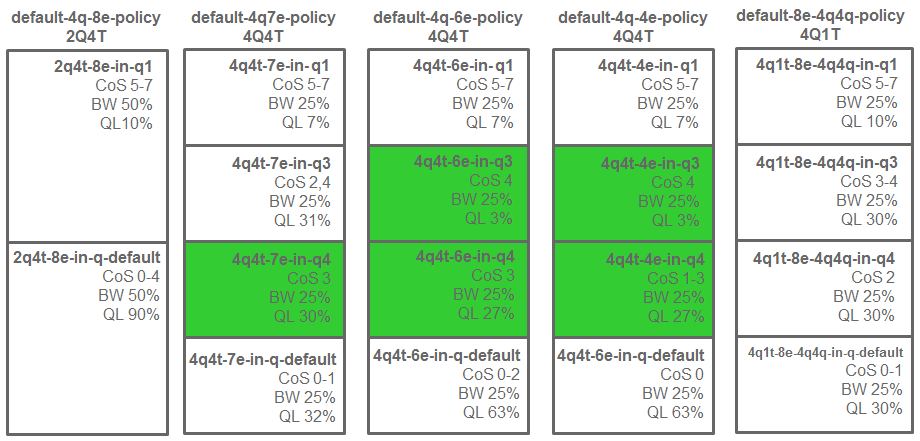 default-4q-8e-policy
2Q4T
2q4t-8e-in-q1
CoS 5-7
BW 50%
QL10%
2q4t-8e-in-q-default
CoS 0-4
BW 50%
QL 90%
default-4q7e-policy
4Q4T
4q4t-7e-in-q1
CoS 5-7
BW 25%
QL 7%
4q4t-7e-in-q3
CoS 2,4
BW 25%
QL 31%
4q4t-7e-in-q4
CoS 3
BW 25%
QL 30%
4q4t-7e-in-q-default
CoS 0-1
BW 25%
QL 32%
default-4q-6e-policy
4Q4T
4q4t-6e-in-q1
CoS 5-7
BW 25%
QL 7%
4q4t-6e-in-q3
CoS 4
BW 25%
QL 3%
4q4t-6e-in-q4
CoS 3
BW 25%
QL 27%
4q4t-6e-in-q-default
CoS 0-2
BW 25%
QL 63%
default-4q-4e-policy
4Q4T
4q4t-4e-in-q1
CoS 5-7
BW 25%
QL 7%
4q4t-4e-in-q3
CoS 4
BW 25%
QL 3%
4q4t-4e-in-q4
CoS 1-3
BW 25%
QL 27%
4q4t-6e-in-q-default
CoS 0
BW 25%
QL 63%
default-8e-4q4q-policy
4Q1T
4q1t-8e-4q4q-in-q1
CoS 5-7
BW 25%
QL 10%
4q1t-8e-4q4q-in-q3
CoS 3-4
BW 25%
QL 30%
4q1t-8e-4q4q-in-q4
CoS 2
BW 25%
QL 30%
4q1t-8e-4q4q-in-q-default
CoS 0-1
BW 25%
QL 30%